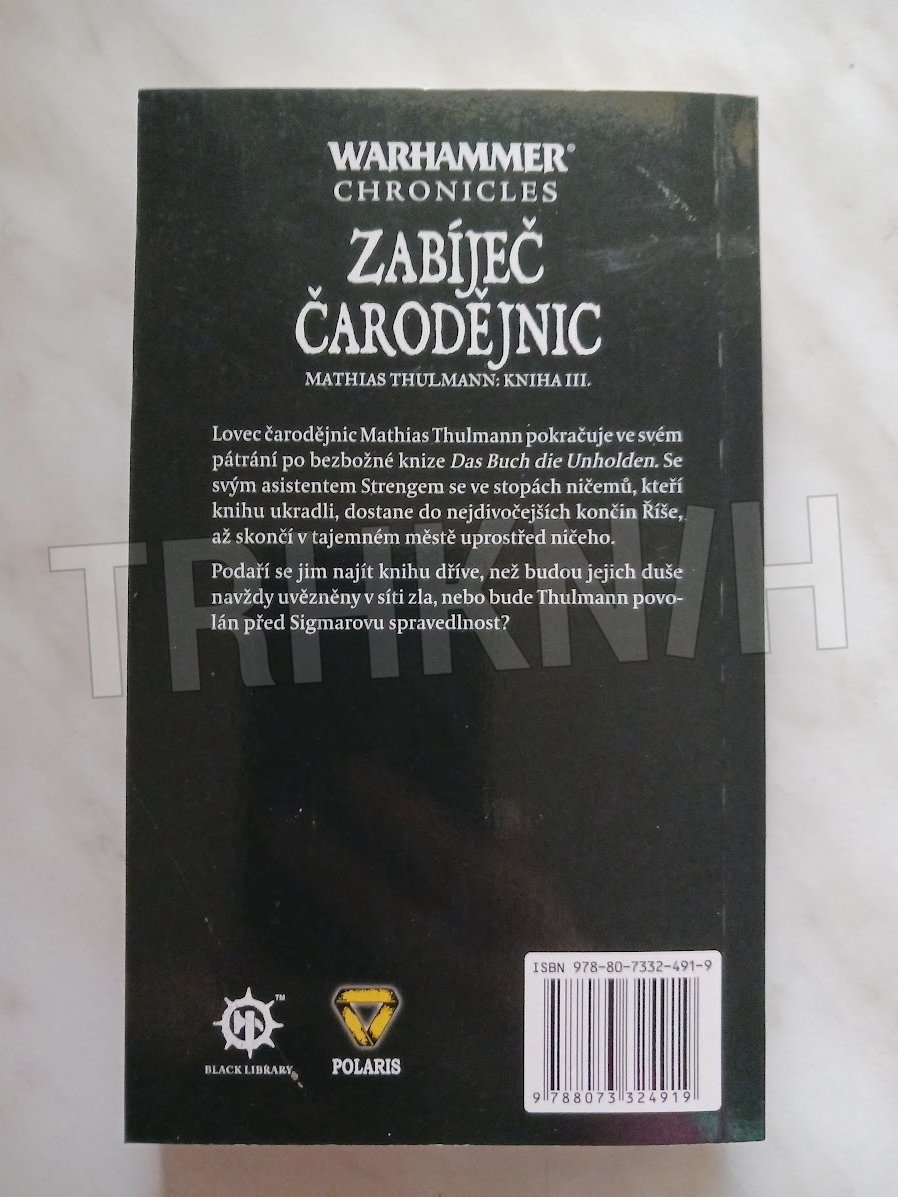 WARHAMMER®
CHRONICLES
ZABÍJEČ
ČARODĚJNIC
MATHIAS THULMANN: KNIHA III.
Lovec čarodějnic Mathias Thulmann pokračuje ve svém
pátrání po bezbožné knize Das Buch die Unholden. Se
svým asistentem Strengem se ve stopách ničemů, kteří
knihu ukradli, dostane do nejdivočejších končin Říše,
až skončí v tajemném městě uprostřed ničeho.
Podaří se jim najít knihu dříve, než budou jejich duše
navždy uvězněny v síti zla, nebo bude Thulmann povo-
lán před Sigmarovu spravedlnost?
TRHKNIH
ISBN 978-80-7332-491-9
9 788073 324919
™
BLACK LIBRARY
POLARIS